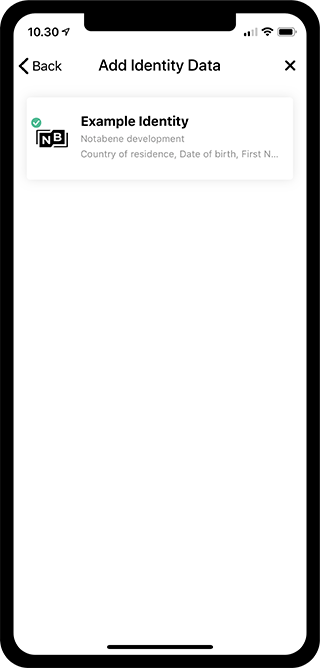 10.30
Back
Add Identity Data
Example Identity
NB
Notabene development
Country of residence, Date of birth, First N...